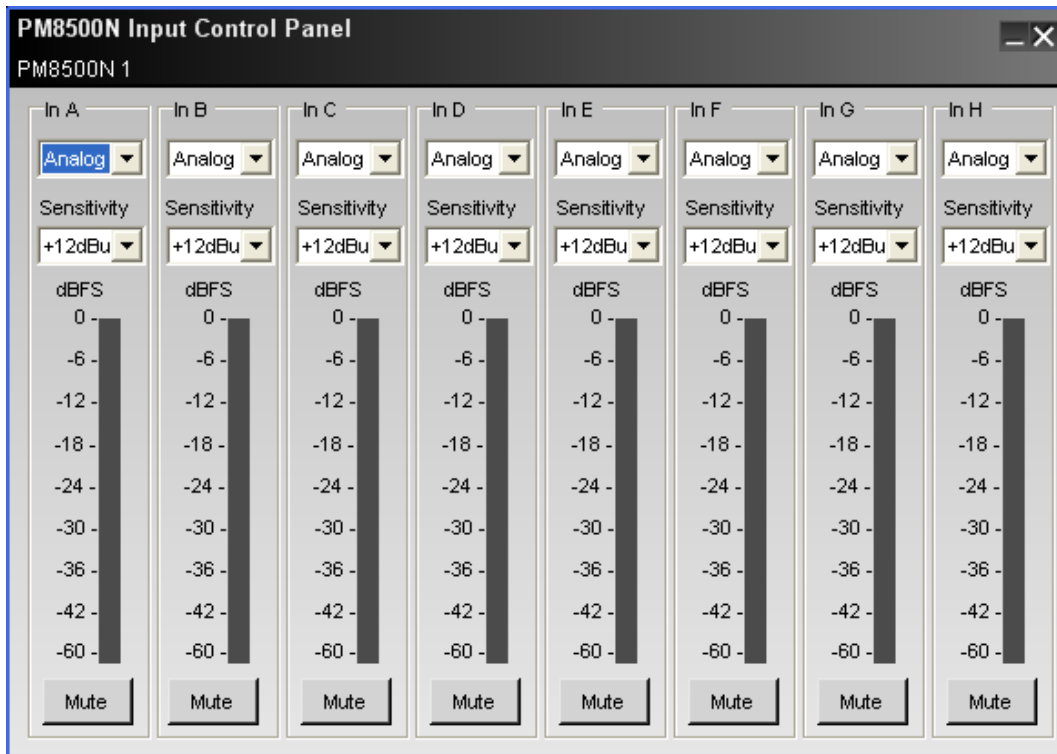 PM8500N Input Control Panel
PM8500N 1
In A In B In C In D In E In F In G In H
Analog Analog Analog Analog Analog Analog Analog Analog
Sensitivity Sensitivity Sensitivity Sensitivity Sensitivity Sensitivity Sensitivity Sensitivity
+12dBu +12dBu +12dBu +12dBu +12dBu +12dBu +12dBu +12dBu
dBFS dBFS dBFS dBFS dBFS dBFS dBFS dBFS
0 - 0 - 0 - 0 - 0 - 0 - 0 - 0 -
-6 - -6 - -6 - -6 - -6 - -6 - -6 - -6 -
-12 - -12 - -12 - -12 - -12 - -12 - -12 - -12 -
-18 - -18 - -18 - -18 - -18 - -18 - -18 - -18 -
-24 - -24 - -24 - -24 - -24 - -24 - -24 - -24 -
-30 - -30 - -30 - -30 - -30 - -30 - -30 - -30 -
-36 - -36 - -36 - -36 - -36 - -36 - -36 - -36 -
-42 - -42 - -42 - -42 - -42 - -42 - -42 - -42 -
-60 - -60 - -60 - -60 - -60 - -60 - -60 - -60 -
Mute Mute Mute Mute Mute Mute Mute Mute